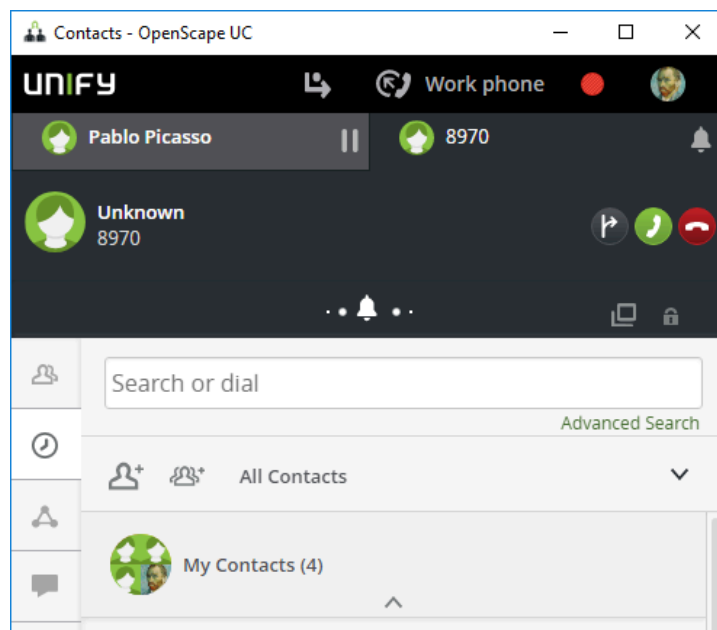 Contacts - OpenScape UC
UNIFY
Work phone
Pablo Picasso
8970
Unknown
8970
Search or dial
Advanced Search
All Contacts
My Contacts (4)